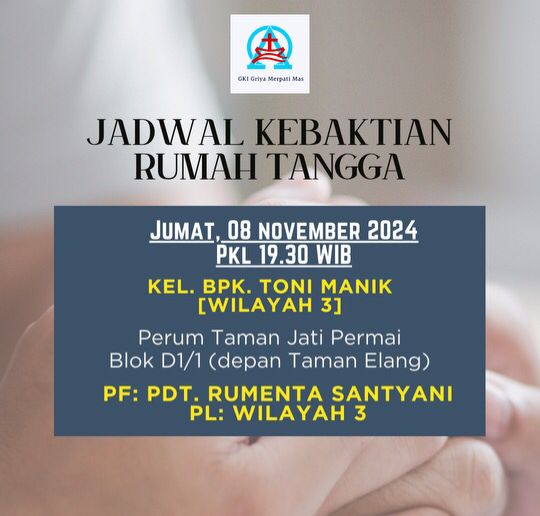 GKI Griya Merpati Mas
JADWAL KEBAKTIAN
RUMAH TANGGA
JUMAT, 08 NOVEMBER 2024
PKL 19.30 WIB
KEL. BPK. TONI MANIK
[WILAYAH 3]
Perum Taman Jati Permai
Blok D1/1 (depan Taman Elang)
PF: PDT. RUMENTA SANTYANI
PL: WILAYAH 3